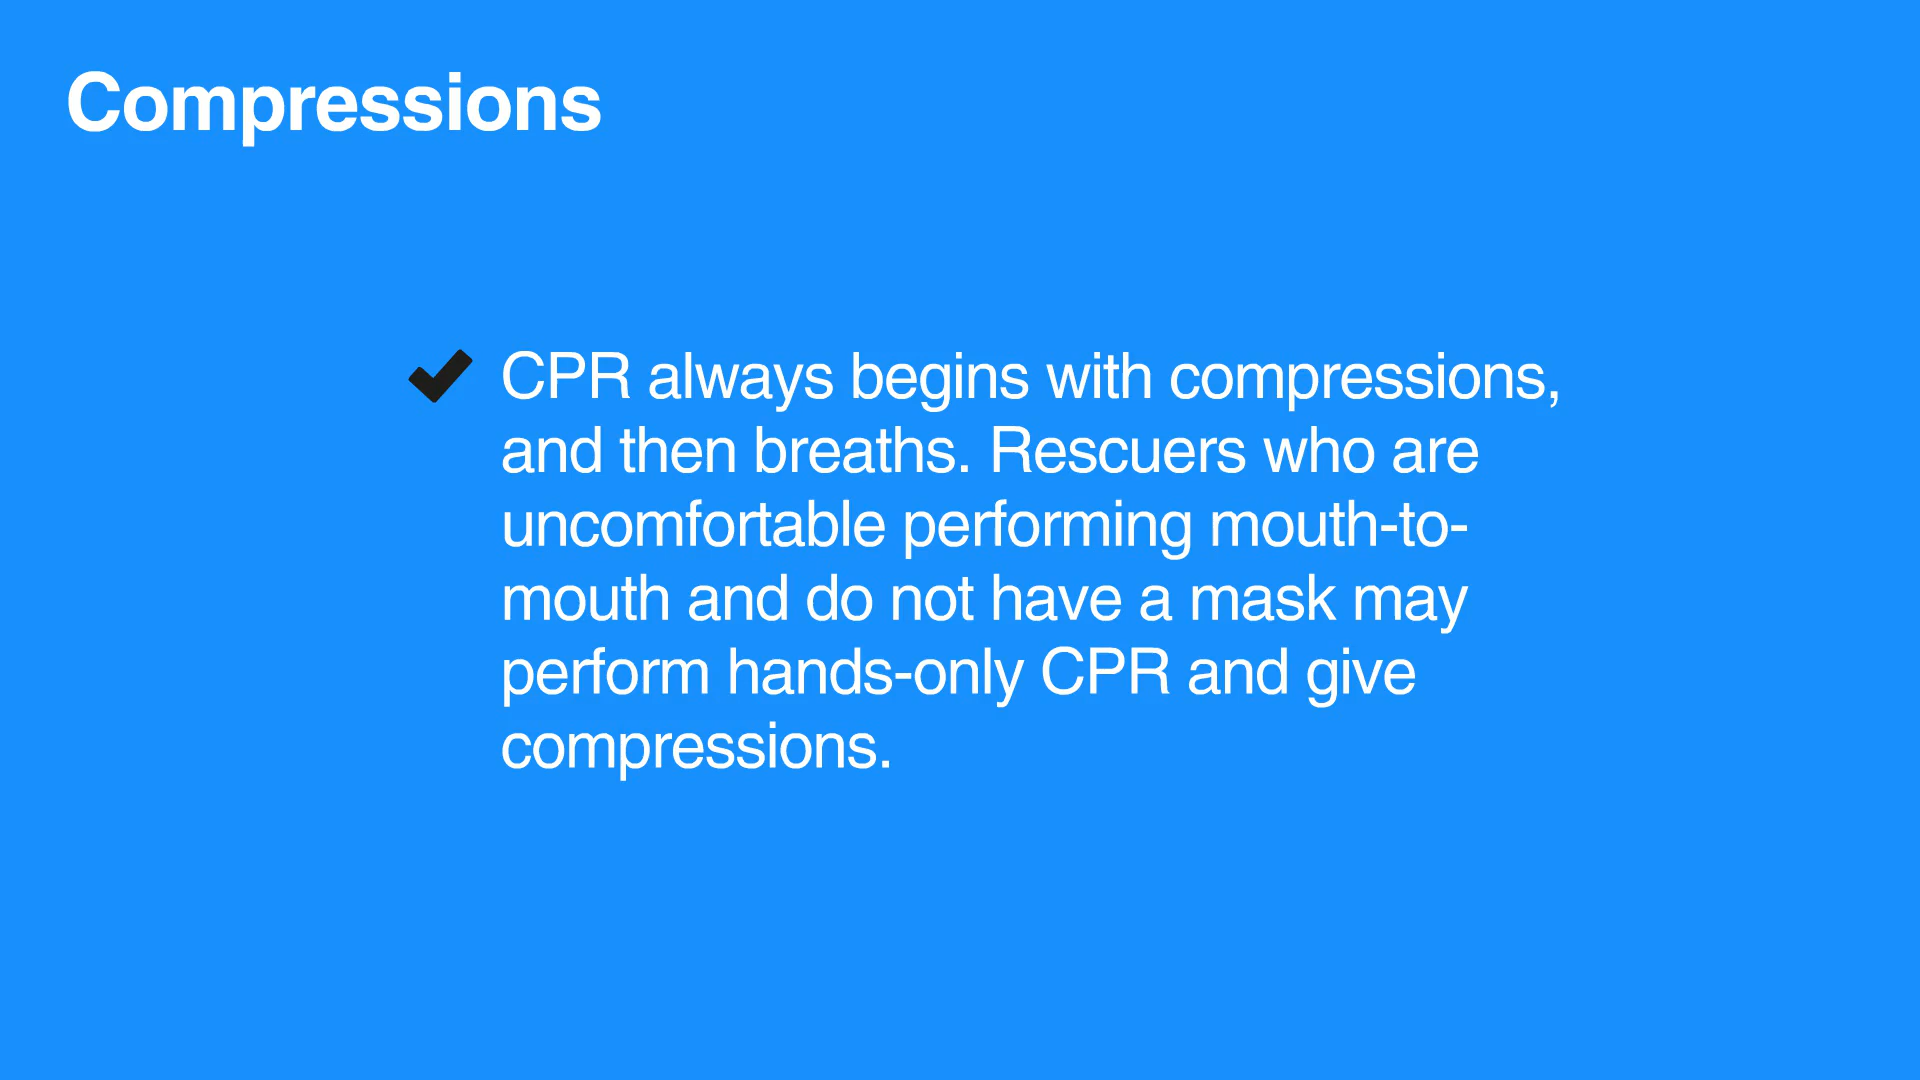 Compressions
CPR always begins with compressions,
and then breaths. Rescuers who are
uncomfortable performing mouth-to-
mouth and do not have a mask may
perform hands-only CPR and give
compressions.